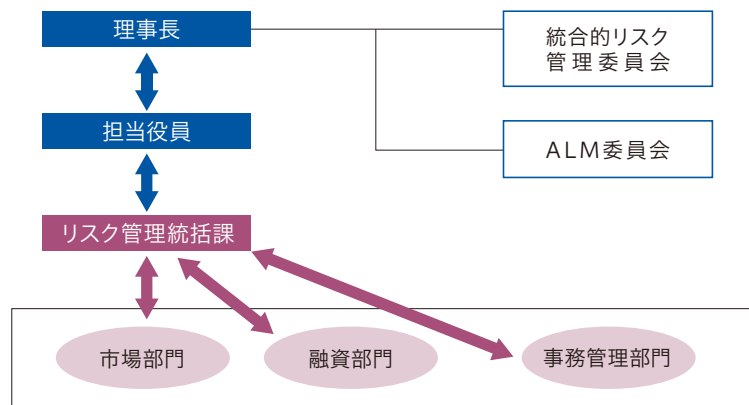 理事長
統合的リスク
管理委員会
担当役員
ALM委員会
リスク管理統括課
市場部門
融資部門
事務管理部門